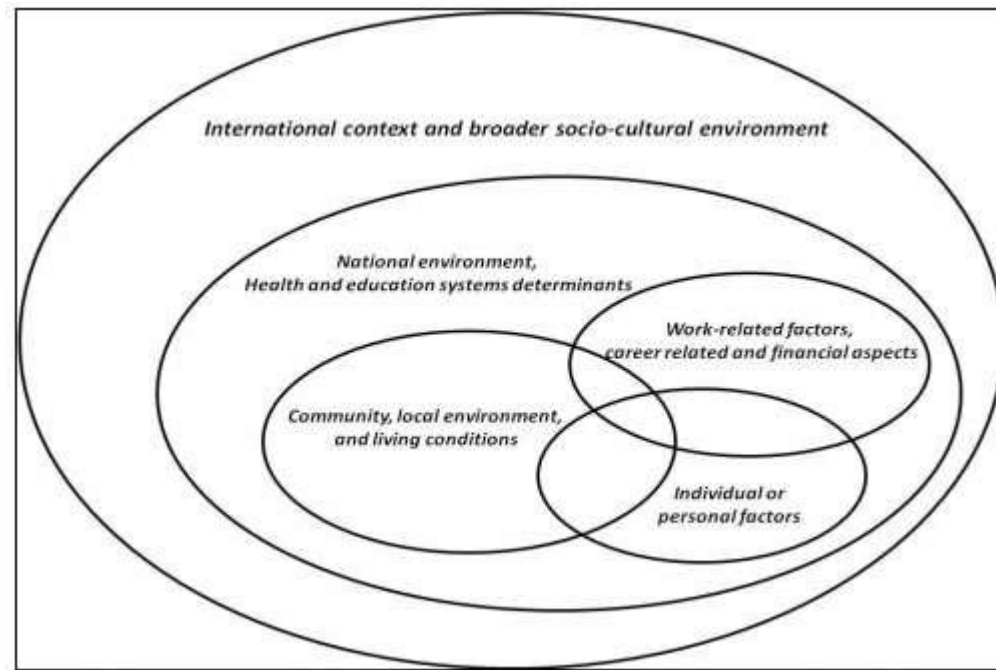 International context and broader socio-cultural environment
National environment,
Health and education systems determinants
Work-related factors,
career related and financial aspects
Community, local environment,
and living conditions
Individual or
personal factors